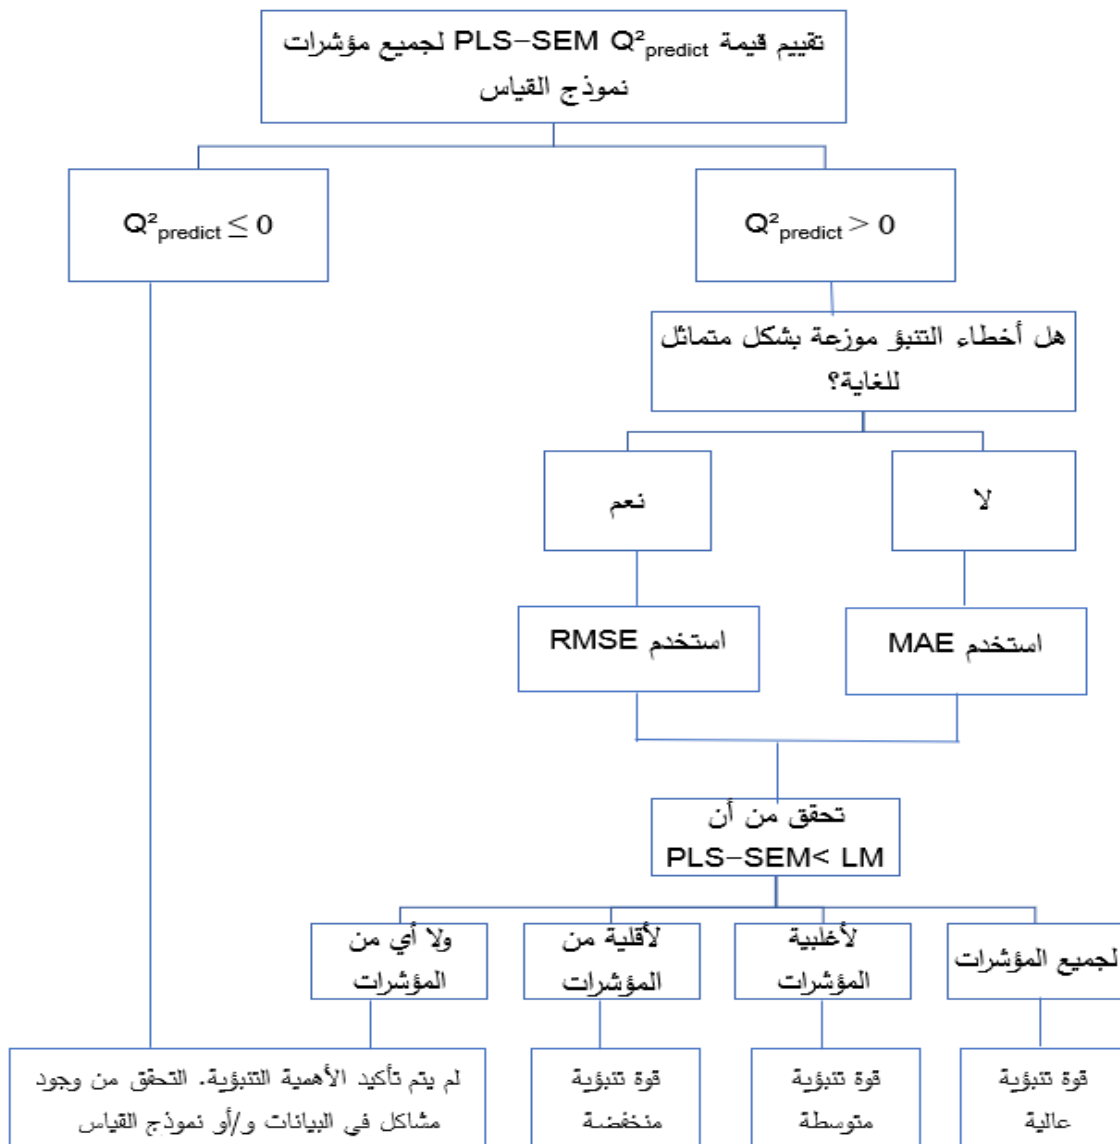 تقييم قيمة PLS–SEM Q²predict لجميع مؤشرات
نموذج القياس
Q²predict > 0
Q²predict ≤ 0
هل أخطاء التنبؤ موزعة بشكل متماثل
للغاية؟
لا
نعم
استخدم MAE
استخدم RMSE
تحقق من أن
PLS–SEM< LM
لجميع المؤشرات
لأغلبية
المؤشرات
لأقلية من
المؤشرات
ولا أي من
المؤشرات
قوة تنبؤية
عالية
قوة تنبؤية
متوسطة
قوة تنبؤية
منخفضة
لم يتم تأكيد الأهمية التنبؤية. التحقق من وجود
مشاكل في البيانات و/أو نموذج القياس